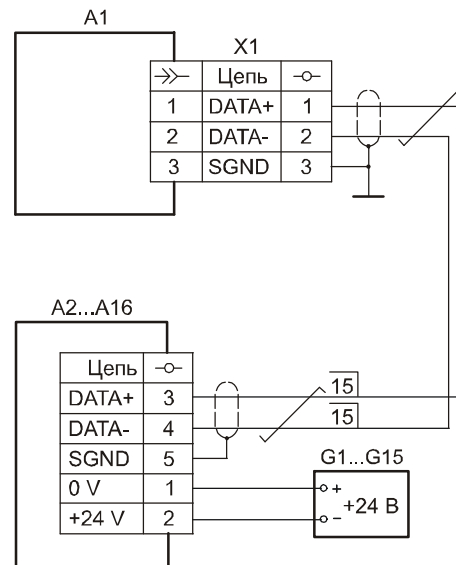 A1
X1
Цепь
1 DATA+ 1
2 DATA- 2
3 SGND 3
A2...A16
Цепь
DATA+ 3
DATA- 4
SGND 5
0 V 1
+24 V 2
15
15
G1...G15
+
+24 В
−